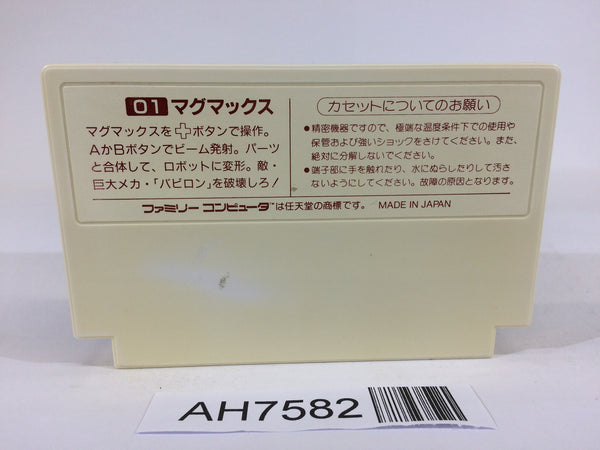 01 マグマックス
マグマックスを╋ボタンで操作。
AかBボタンでビーム発射。パーツ
と合体して、ロボットに変形。敵・
巨大メカ・「バビロン」を破壊しろ！
カセットについてのお願い
●精密機器ですので、極端な温度条件下での使用や
保管および強いショックをさけてください。また、
絶対に分解しないでください。
●端子部に手を触れたり、水にぬらしたりして汚さ
ないようにしてください。故障の原因となります。
ファミリーコンピュータ™は任天堂の商標です。 MADE IN JAPAN
AH7582